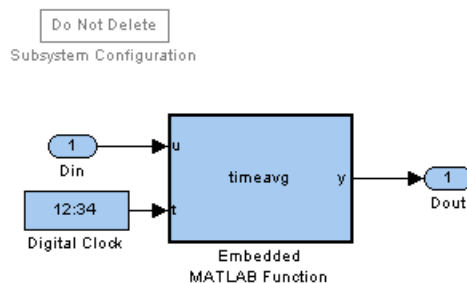 Do Not Delete
Subsystem Configuration
1
Din
u
timeavg
y
1
Dout
12:34
t
Digital Clock
Embedded
MATLAB Function